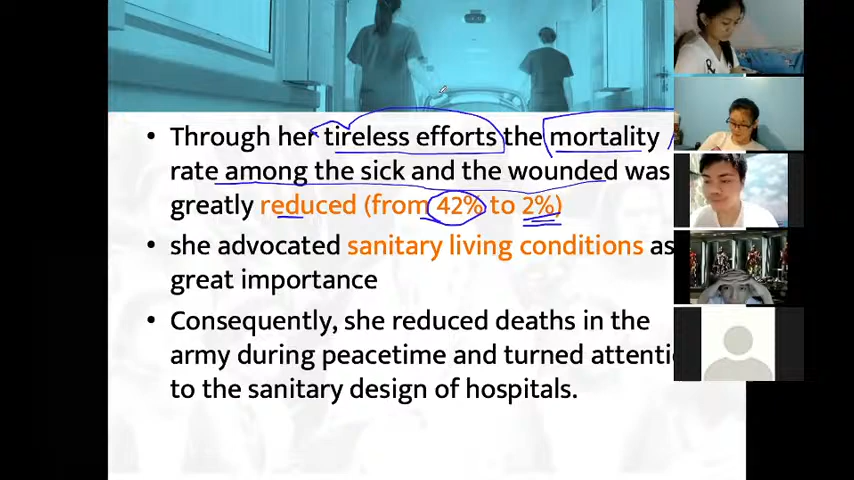 • Through her tireless efforts the mortality
rate among the sick and the wounded was
greatly reduced (from 42% to 2%)
• she advocated sanitary living conditions as
great importance
• Consequently, she reduced deaths in the
army during peacetime and turned attenti
to the sanitary design of hospitals.